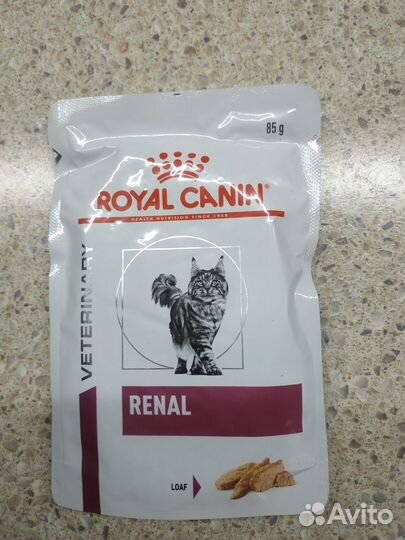 85 g
ROYAL CANIN®
HEALTH NUTRITION SINCE 1968
VETERINARY
RENAL
LOAF
Avito